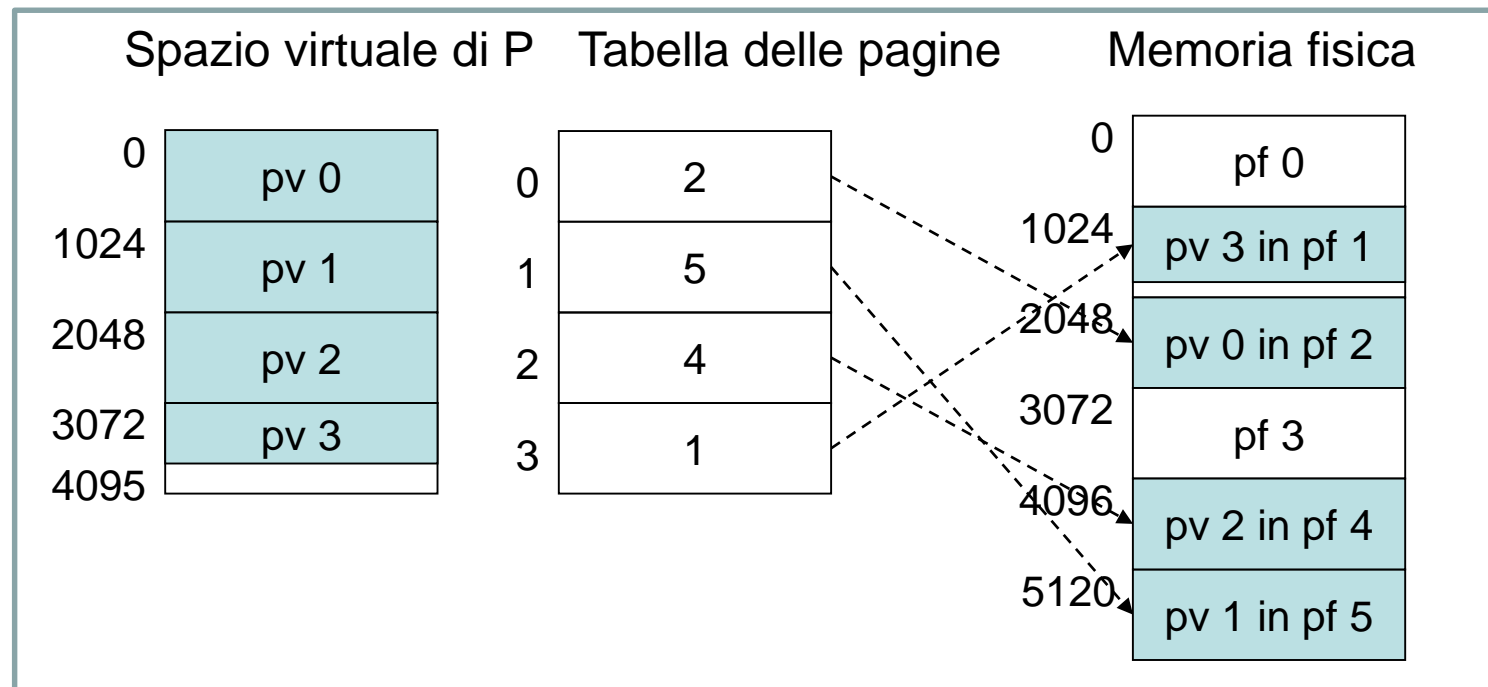 Spazio virtuale di P
Tabella delle pagine
Memoria fisica
0
pv 0
1024
pv 1
2048
pv 2
3072
pv 3
4095
0
2
1
5
2
4
3
1
0
pf 0
1024
pv 3 in pf 1
2048
pv 0 in pf 2
3072
pf 3
4096
pv 2 in pf 4
5120
pv 1 in pf 5